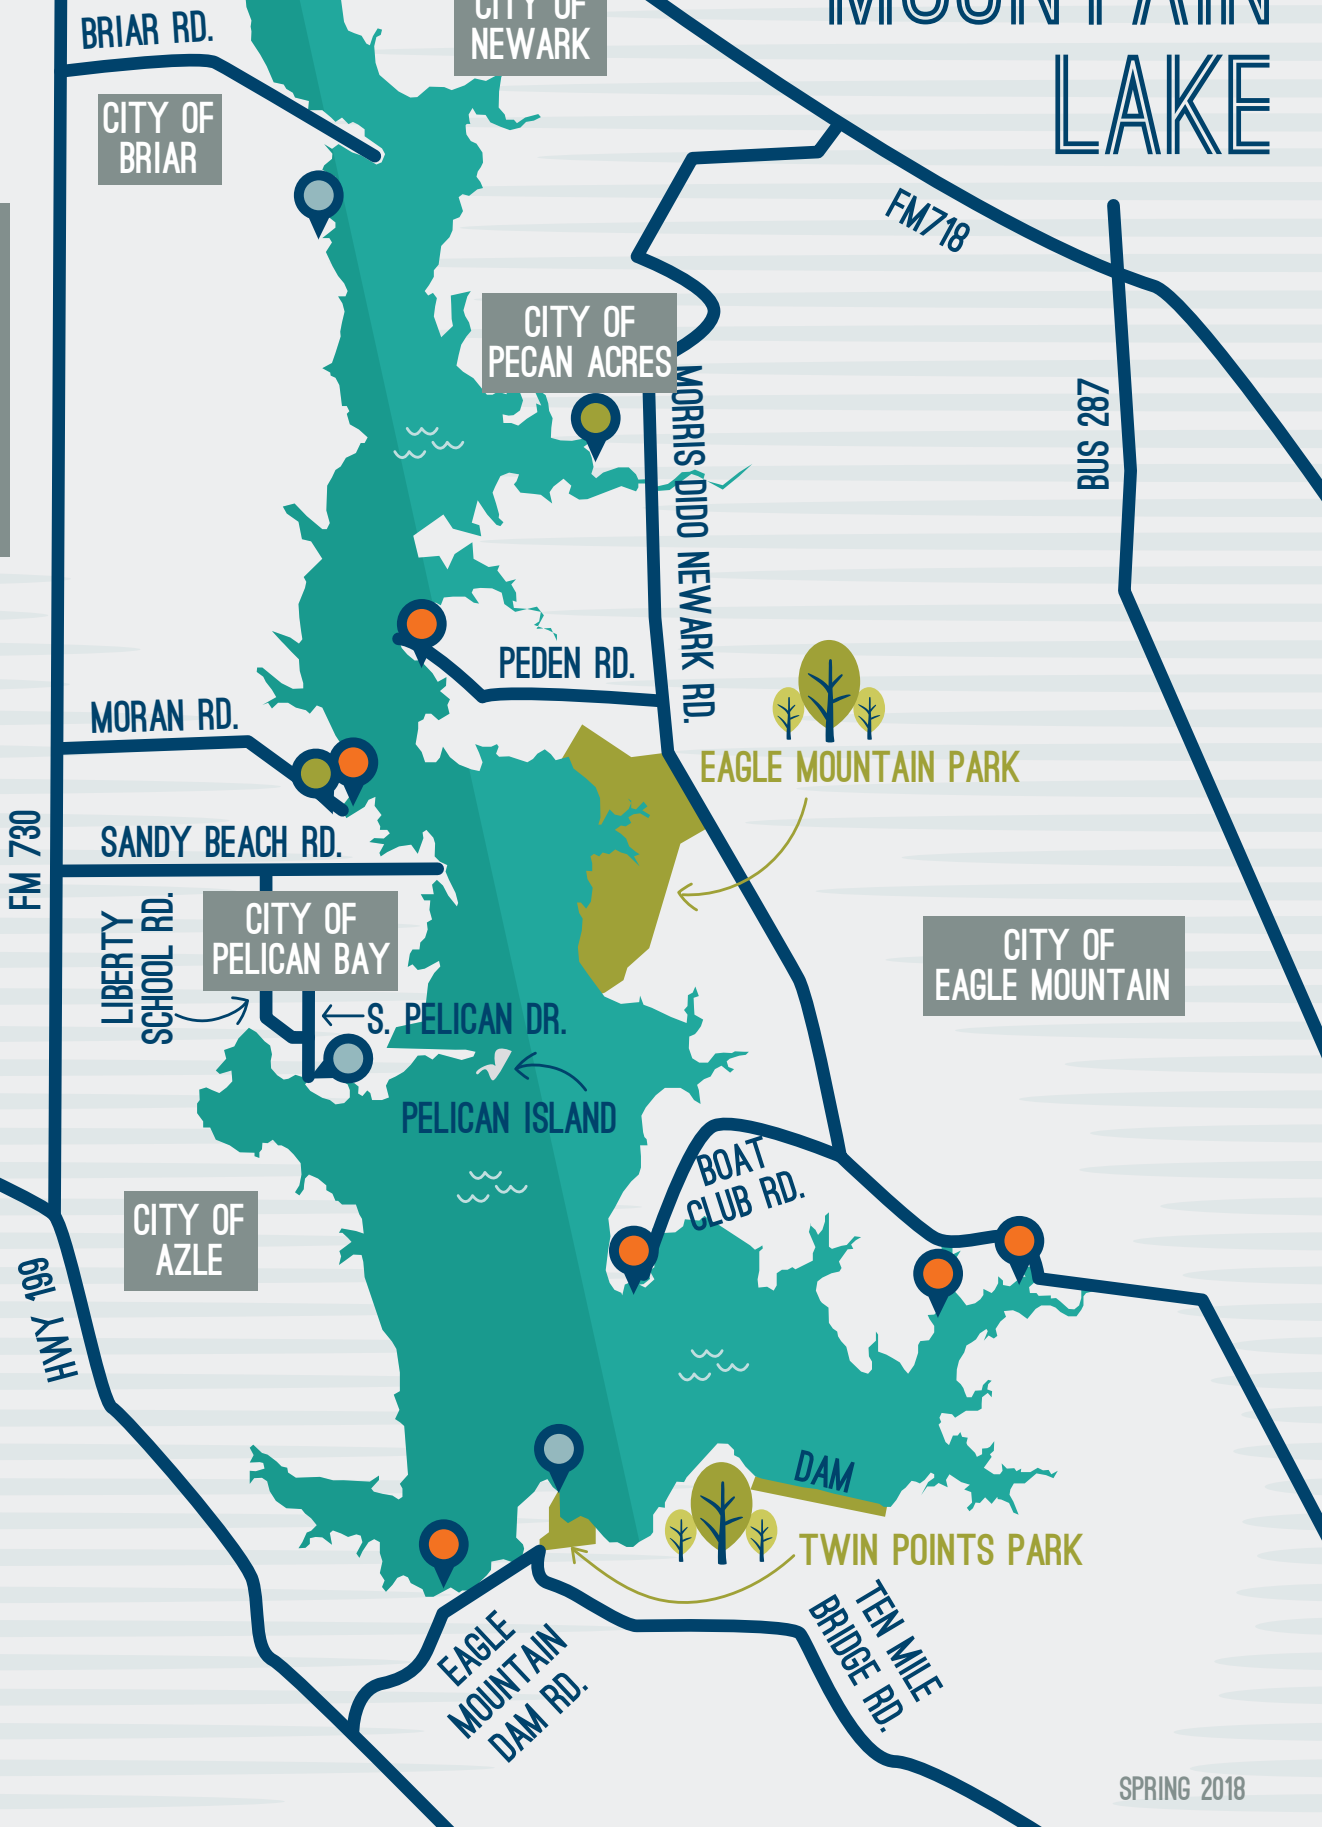 MOUNTAIN
LAKE
CITY OF
NEWARK
BRIAR RD.
CITY OF
BRIAR
FM718
CITY OF
PECAN ACRES
MORRIS DIDO NEWARK RD.
BUS 287
PEDEN RD.
MORAN RD.
EAGLE MOUNTAIN PARK
FM 730
SANDY BEACH RD.
LIBERTY
SCHOOL RD.
CITY OF
PELICAN BAY
CITY OF
EAGLE MOUNTAIN
S. PELICAN DR.
PELICAN ISLAND
BOAT
CLUB RD.
CITY OF
AZLE
HWY 199
DAM
TWIN POINTS PARK
EAGLE
MOUNTAIN
DAM RD.
TEN MILE
BRIDGE RD.
SPRING 2018